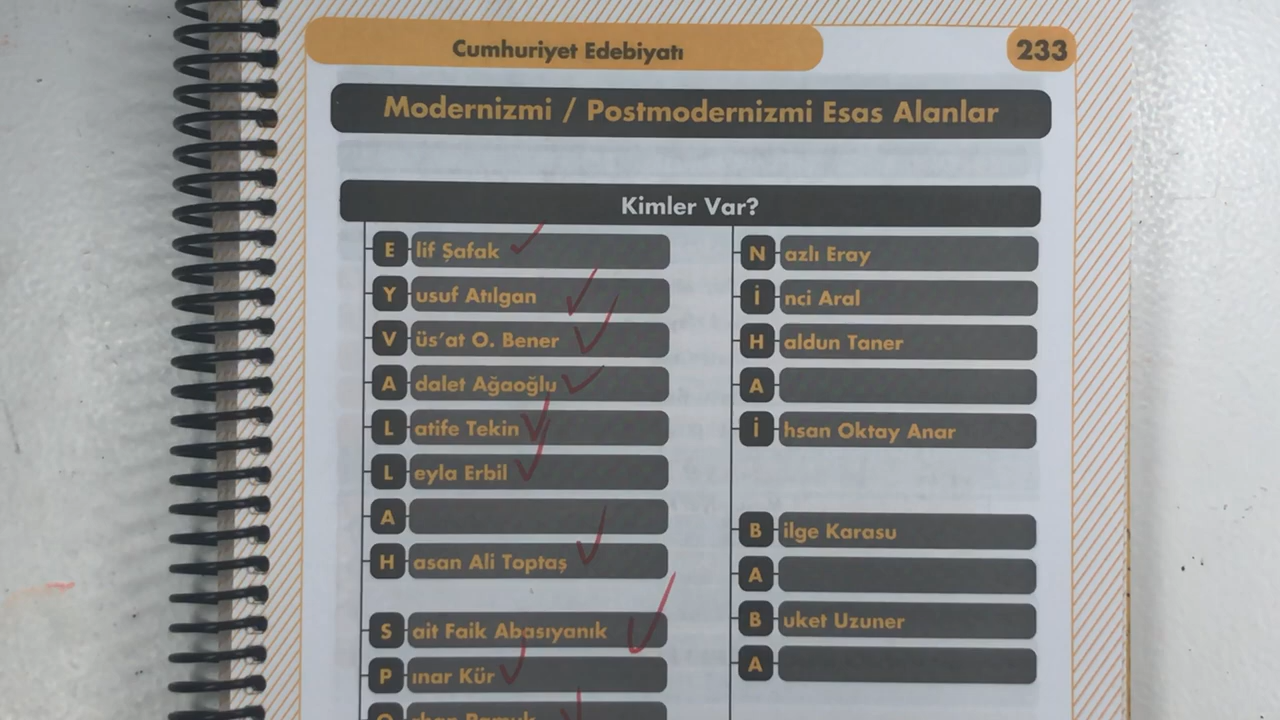 Cumhuriyet Edebiyatı
233
Modernizmi / Postmodernizmi Esas Alanlar
Kimler Var?
E lif Şafak
Y usuf Atılgan
V üs'at O. Bener
A dalet Ağaoğlu
L atife Tekin
L eyla Erbil
A
H asan Ali Toptaş
S ait Faik Abasıyanık
P ınar Kür
O rhan Pamuk
N azlı Eray
İ nci Aral
H aldun Taner
A
İ hsan Oktay Anar
B ilge Karasu
A
B uket Uzuner
A